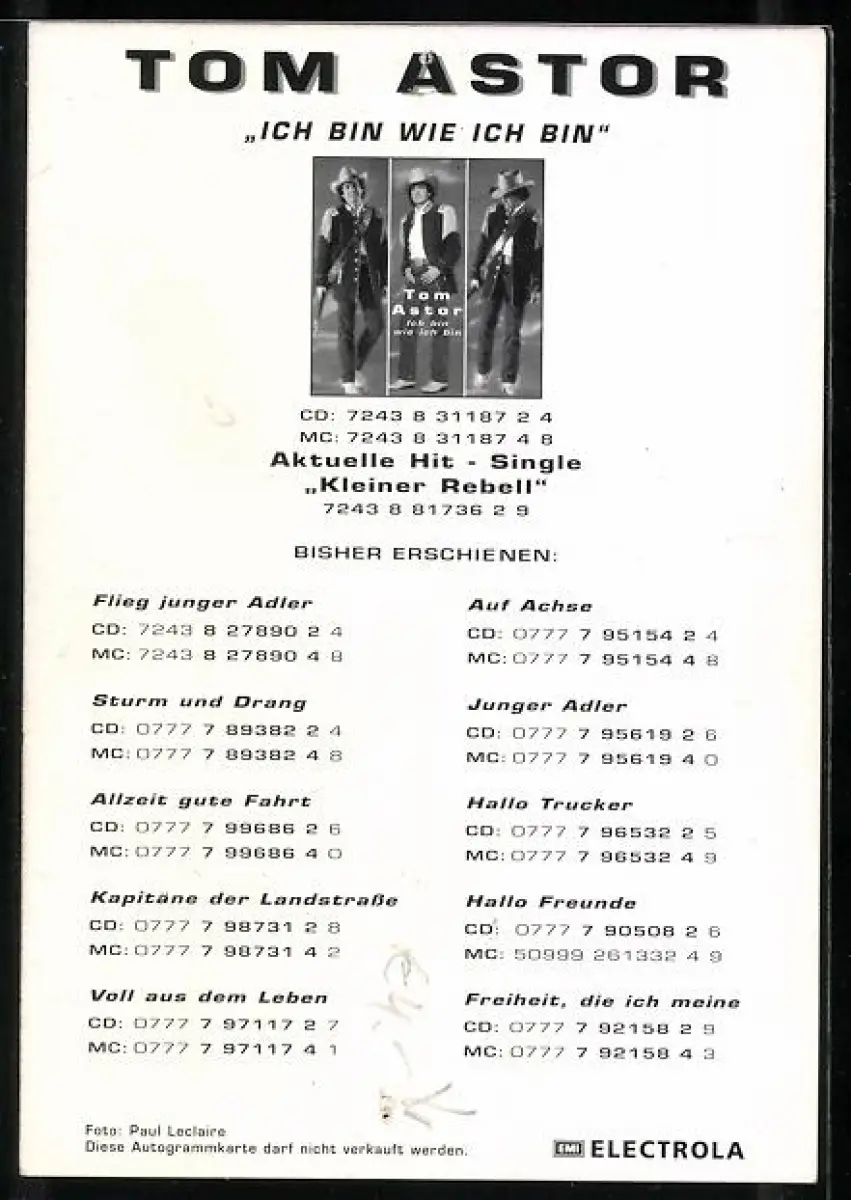 TOM ASTOR
„ICH BIN WIE ICH BIN“
Tom
Astor
Ich bin
wie ich bin
CD: 7243 8 31187 2 4
MC: 7243 8 31187 4 8
Aktuelle Hit - Single
„Kleiner Rebell“
7243 8 81736 2 9
BISHER ERSCHIENEN:
Flieg junger Adler
CD: 7243 8 27890 2 4
MC: 7243 8 27890 4 8
Sturm und Drang
CD: 0777 7 89382 2 4
MC: 0777 7 89382 4 8
Allzeit gute Fahrt
CD: 0777 7 99686 2 6
MC: 0777 7 99686 4 0
Kapitäne der Landstraße
CD: 0777 7 98731 2 8
MC: 0777 7 98731 4 2
Voll aus dem Leben
CD: 0777 7 97117 2 7
MC: 0777 7 97117 4 1
Auf Achse
CD: 0777 7 95154 2 4
MC: 0777 7 95154 4 8
Junger Adler
CD: 0777 7 95619 2 6
MC: 0777 7 95619 4 0
Hallo Trucker
CD: 0777 7 96532 2 5
MC: 0777 7 96532 4 9
Hallo Freunde
CD: 0777 7 90508 2 6
MC: 50999 261332 4 9
Freiheit, die ich meine
CD: 0777 7 92158 2 9
MC: 0777 7 92158 4 3
Foto: Paul Leclaire
Diese Autogrammkarte darf nicht verkauft werden.
EMI ELECTROLA